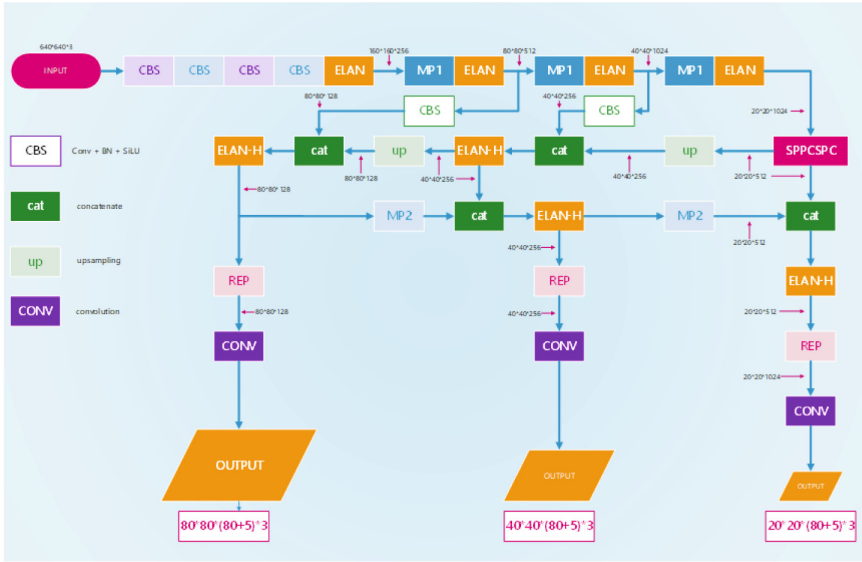 640*640*3
INPUT
CBS
CBS
CBS
CBS
ELAN
160*160*256
MP1
ELAN
80*80*512
MP1
ELAN
40*40*1024
MP1
ELAN
80*80*128
CBS
40*40*256
CBS
20*20*1024
CBS
Conv + BN + SiLU
ELAN-H
cat
up
ELAN-H
cat
up
SPPCSPC
80*80*128
80*80*128
40*40*256
40*40*256
20*20*512
20*20*512
cat
concatenate
MP2
cat
ELAN-H
MP2
cat
40*40*256
20*20*512
up
upsampling
REP
REP
ELAN-H
CONV
convolution
80*80*128
40*40*256
20*20*512
CONV
CONV
REP
20*20*1024
CONV
OUTPUT
OUTPUT
OUTPUT
80*80*(80+5)*3
40*40*(80+5)*3
20*20*(80+5)*3